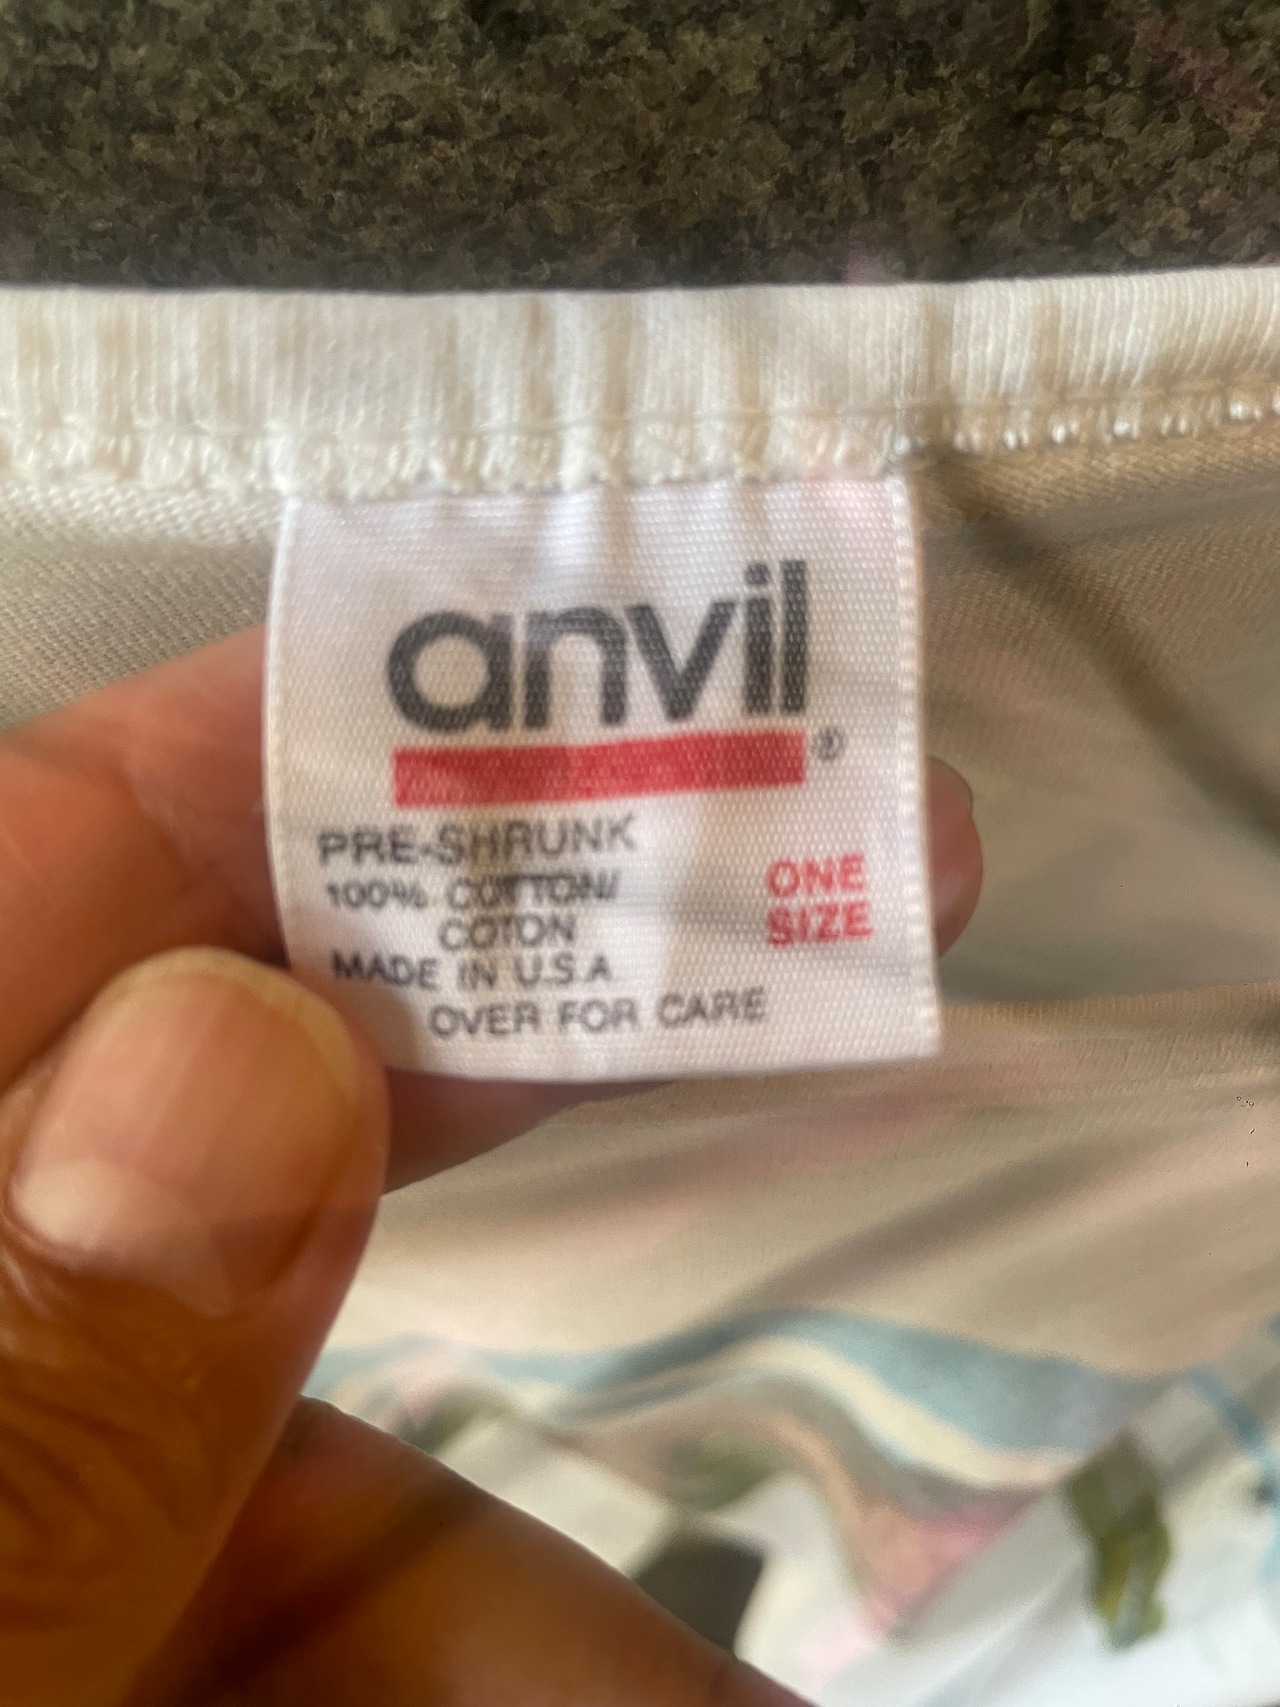 anvil®
PRE-SHRUNK
100% COTTON/
COTON
ONE
SIZE
MADE IN U.S.A
OVER FOR CARE